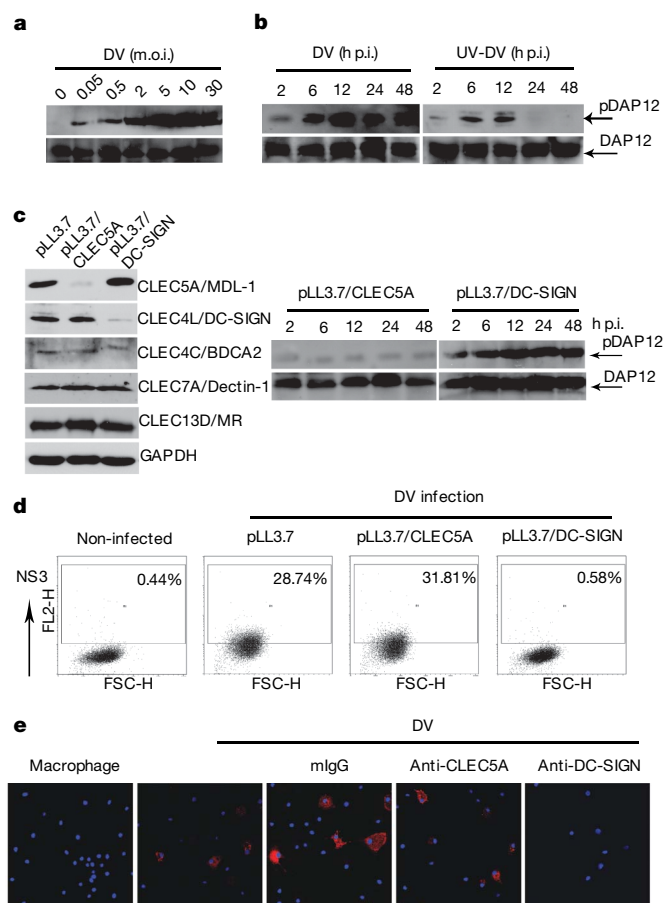 a
DV (m.o.i.)
0 0.05 0.5 2 5 10 30
b
DV (h p.i.) UV-DV (h p.i.)
2 6 12 24 48 2 6 12 24 48
pDAP12
DAP12
c
pLL3.7
pLL3.7/
CLEC5A
pLL3.7/
DC-SIGN
CLEC5A/MDL-1
CLEC4L/DC-SIGN
CLEC4C/BDCA2
CLEC7A/Dectin-1
CLEC13D/MR
GAPDH
pLL3.7/CLEC5A pLL3.7/DC-SIGN
2 6 12 24 48 2 6 12 24 48 h p.i.
pDAP12
DAP12
d
DV infection
Non-infected pLL3.7 pLL3.7/CLEC5A pLL3.7/DC-SIGN
NS3
FL2-H
0.44% 28.74% 31.81% 0.58%
FSC-H FSC-H FSC-H FSC-H
e
DV
Macrophage mIgG Anti-CLEC5A Anti-DC-SIGN